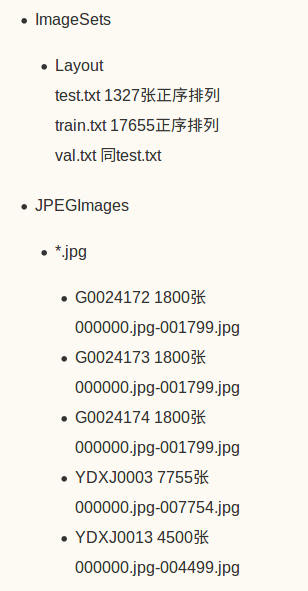 ImageSets
Layout
test.txt 1327张正序排列
train.txt 17655正序排列
val.txt 同test.txt
JPEGImages
*.jpg
G0024172 1800张
000000.jpg-001799.jpg
G0024173 1800张
000000.jpg-001799.jpg
G0024174 1800张
000000.jpg-001799.jpg
YDXJ0003 7755张
000000.jpg-007754.jpg
YDXJ0013 4500张
000000.jpg-004499.jpg